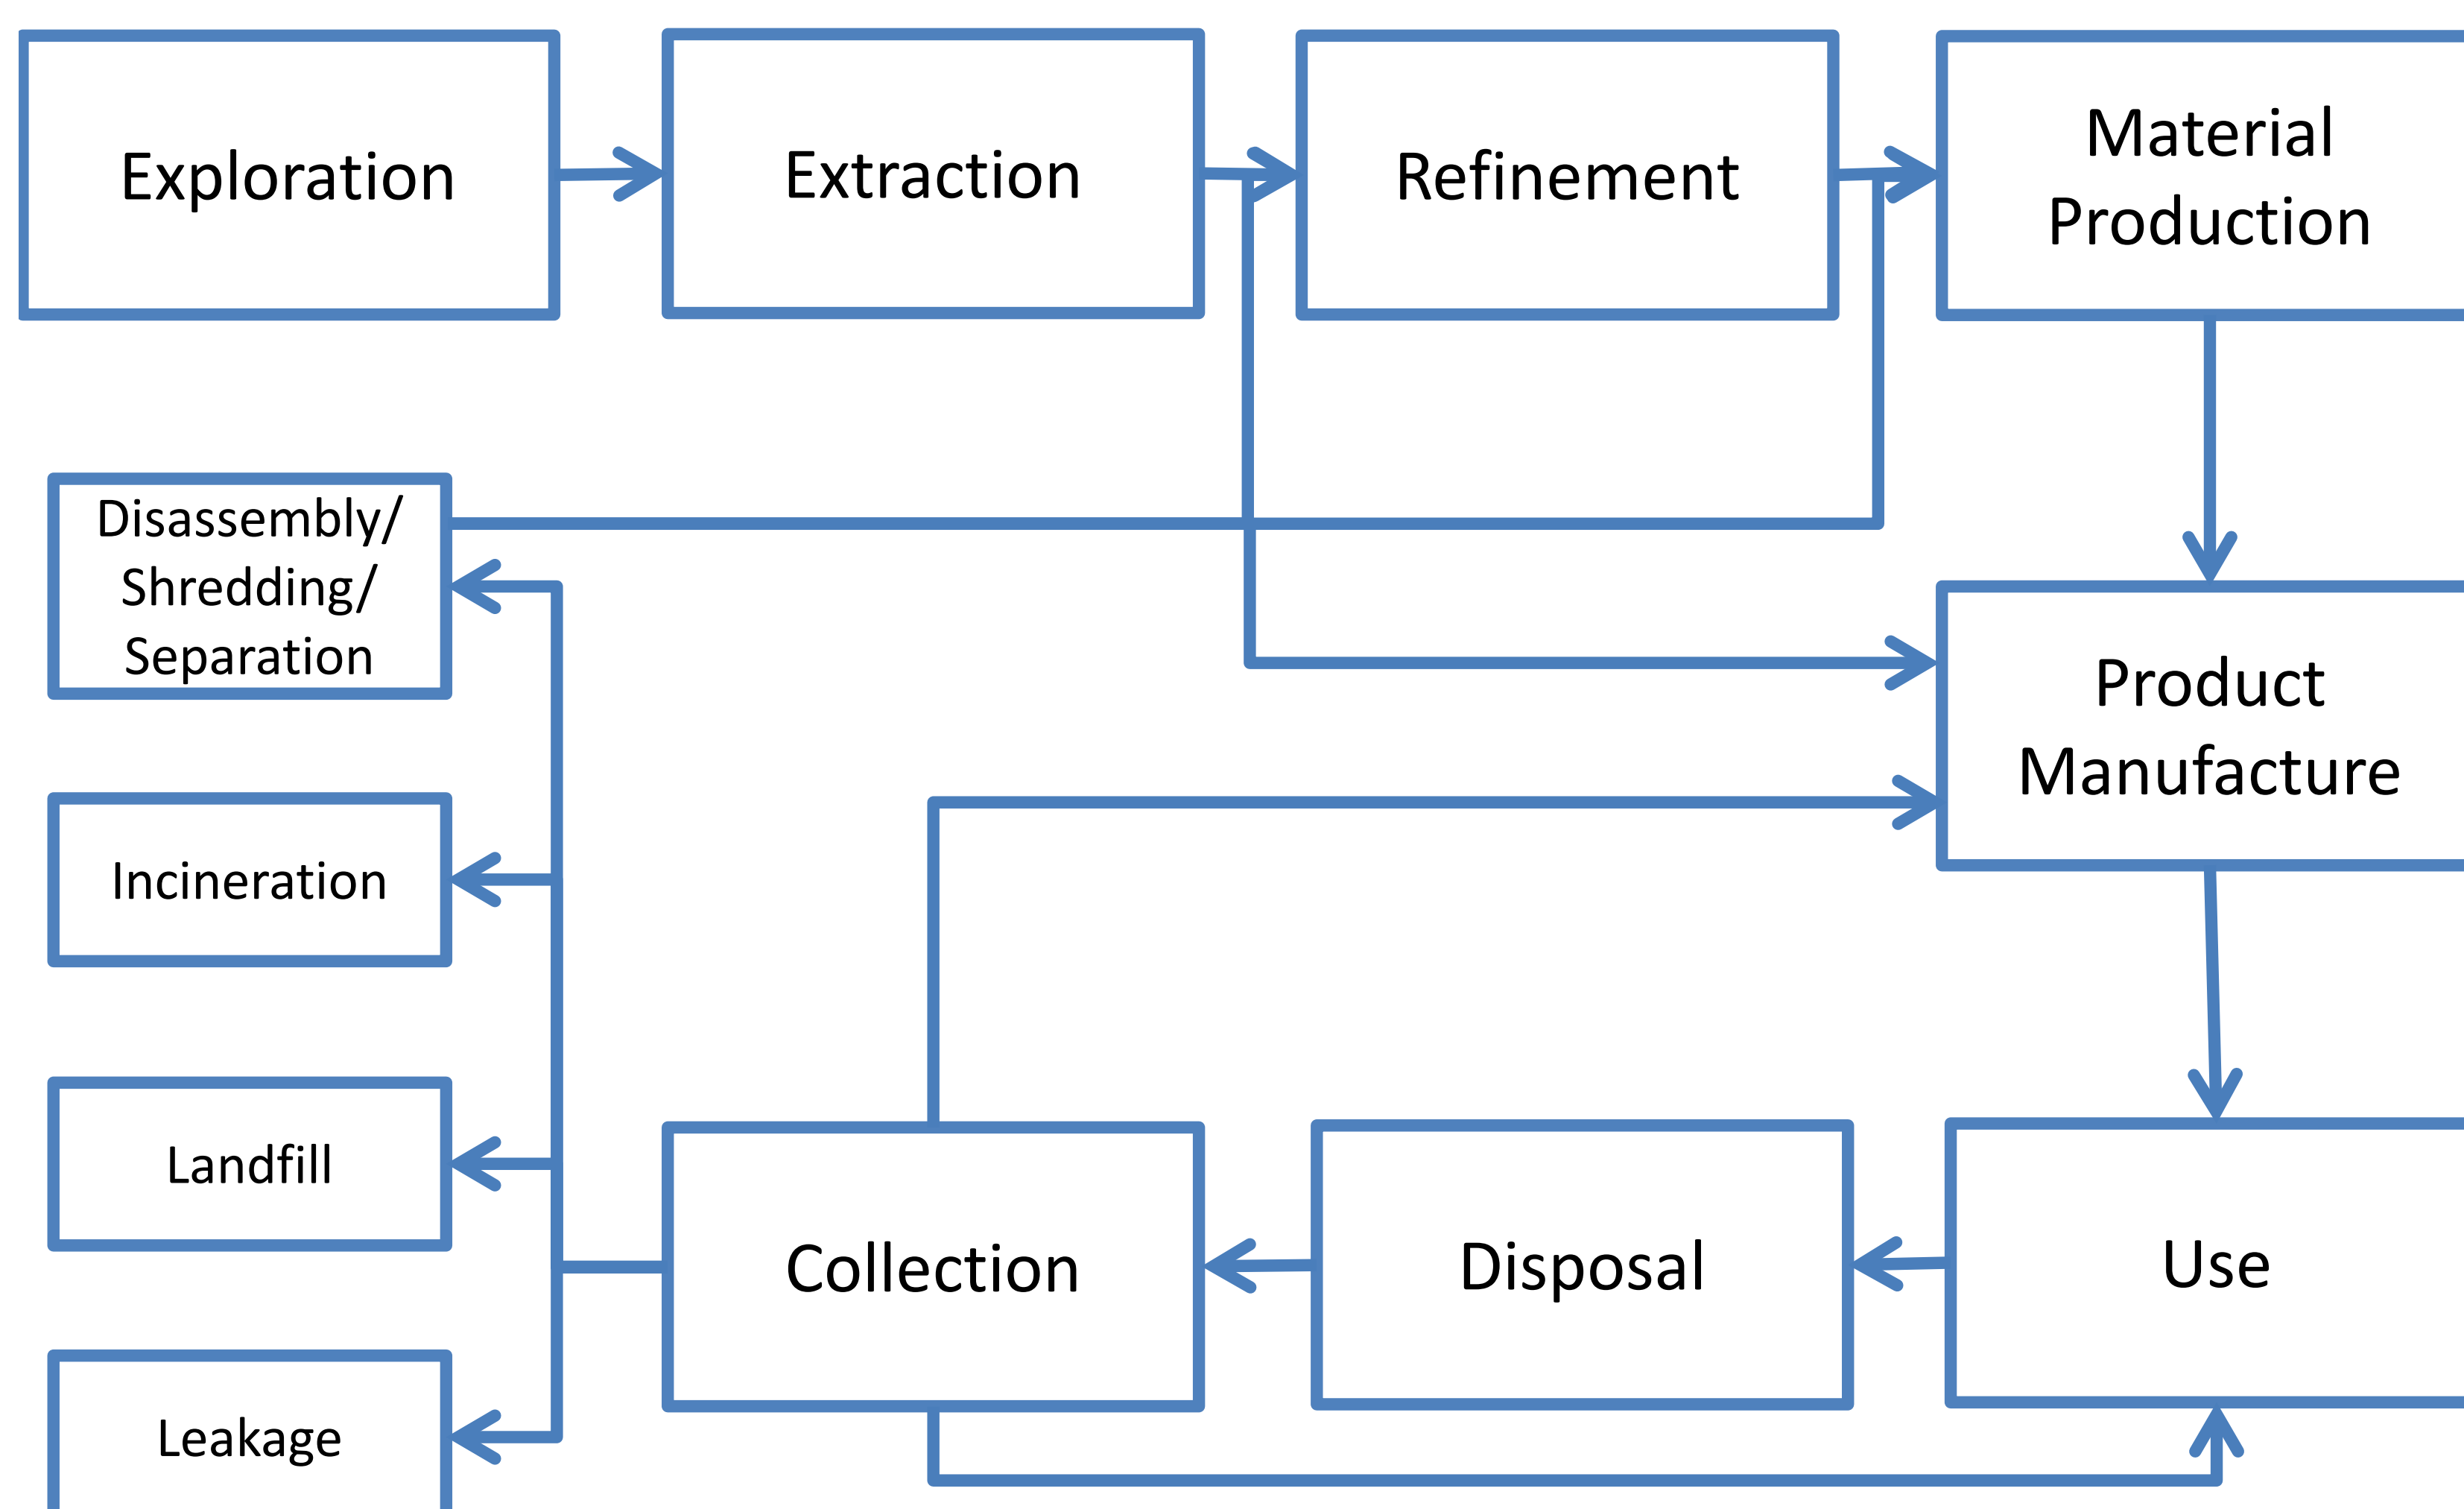 Exploration
Extraction
Refinement
Material
Production
Disassembly/
Shredding/
Separation
Product
Manufacture
Incineration
Landfill
Collection
Disposal
Use
Leakage